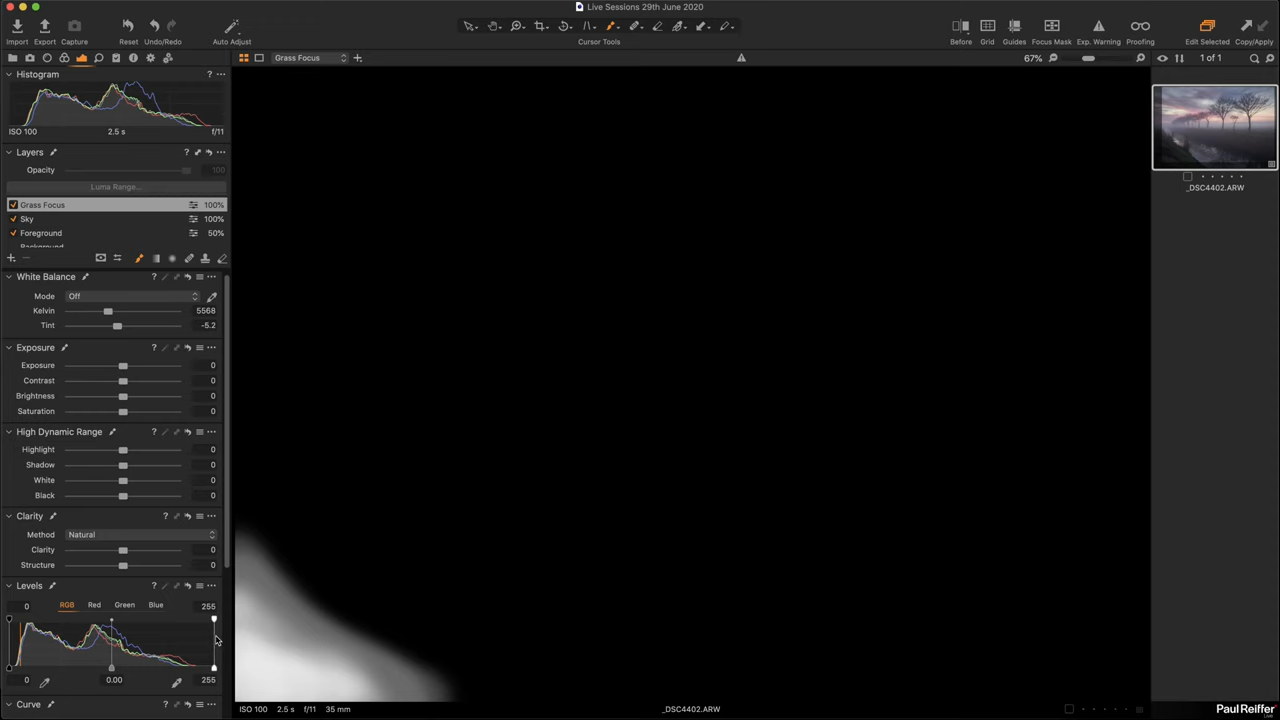 Live Sessions 29th June 2020
Import Export Capture Reset Undo/Redo Auto Adjust Cursor Tools Before Grid Guides Focus Mask Exp. Warning Proofing Edit Selected Copy/Apply
Grass Focus 67% 1 of 1
Histogram ? ...
ISO 100 2.5 s f/11
Layers ?  ...
Opacity 100
Luma Range...
Grass Focus 100%
Sky 100%
Foreground 50%
Background
White Balance ? ...
Mode Off
Kelvin 5568
Tint -5.2
Exposure ? ...
Exposure 0
Contrast 0
Brightness 0
Saturation 0
High Dynamic Range ? ...
Highlight 0
Shadow 0
White 0
Black 0
Clarity ? ...
Method Natural
Clarity 0
Structure 0
Levels ? ...
0 RGB Red Green Blue 255
0 0.00 255
Curve ? ...
_DSC4402.ARW
ISO 100 2.5 s f/11 35 mm _DSC4402.ARW
Paul Reiffer
Live